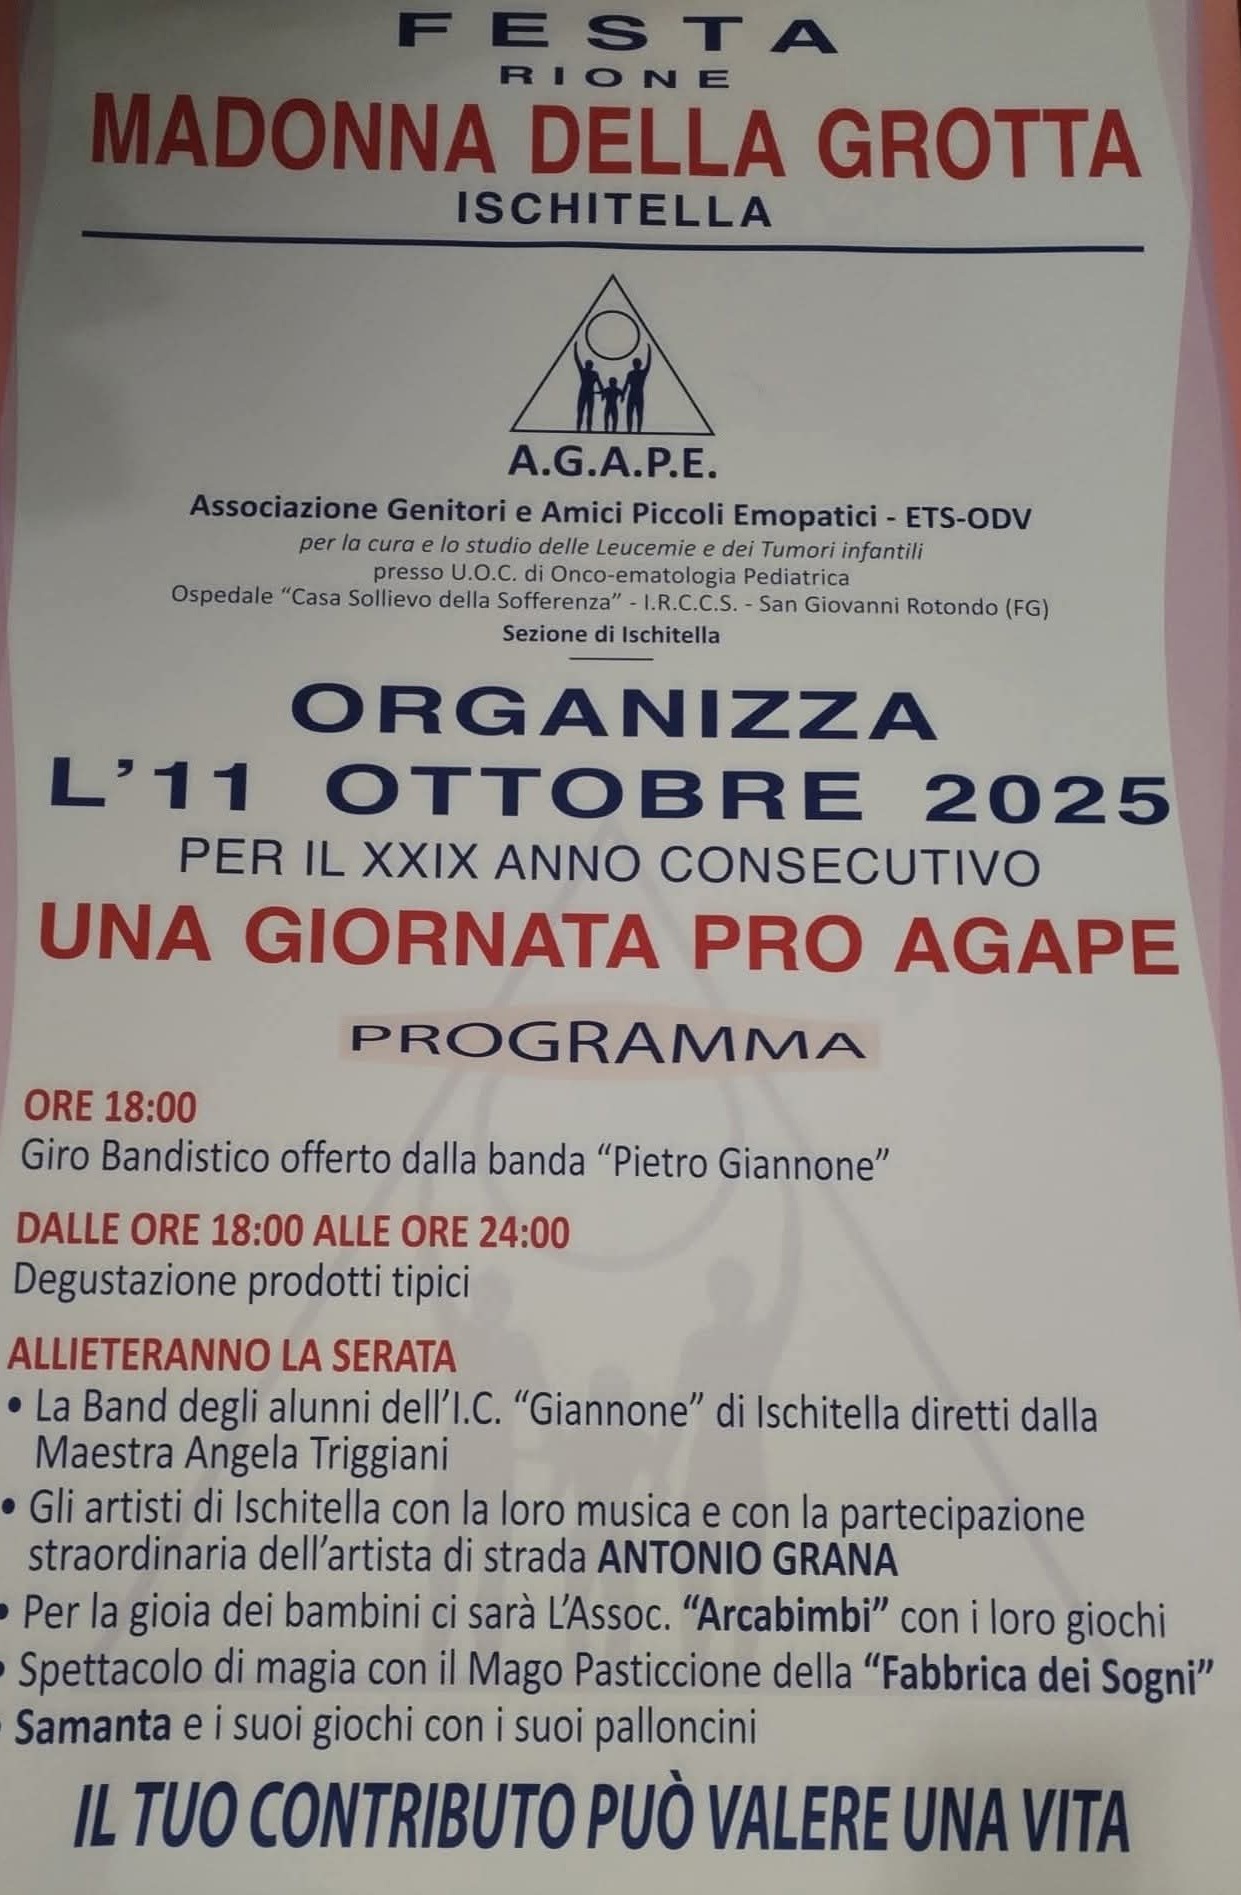 FESTA
RIONE
MADONNA DELLA GROTTA
ISCHITELLA
A.G.A.P.E.
Associazione Genitori e Amici Piccoli Emopatici - ETS-ODV
per la cura e lo studio delle Leucemie e dei Tumori infantili
presso U.O.C. di Onco-ematologia Pediatrica
Ospedale “Casa Sollievo della Sofferenza” - I.R.C.C.S. - San Giovanni Rotondo (FG)
Sezione di Ischitella
ORGANIZZA
L’11 OTTOBRE 2025
PER IL XXIX ANNO CONSECUTIVO
UNA GIORNATA PRO AGAPE
PROGRAMMA
ORE 18:00
Giro Bandistico offerto dalla banda “Pietro Giannone”
DALLE ORE 18:00 ALLE ORE 24:00
Degustazione prodotti tipici
ALLIETERANNO LA SERATA
• La Band degli alunni dell’I.C. “Giannone” di Ischitella diretti dalla
Maestra Angela Triggiani
• Gli artisti di Ischitella con la loro musica e con la partecipazione
straordinaria dell’artista di strada ANTONIO GRANA
• Per la gioia dei bambini ci sarà L’Assoc. “Arcabimbi” con i loro giochi
• Spettacolo di magia con il Mago Pasticcione della “Fabbrica dei Sogni”
• Samanta e i suoi giochi con i suoi palloncini
IL TUO CONTRIBUTO PUÒ VALERE UNA VITA